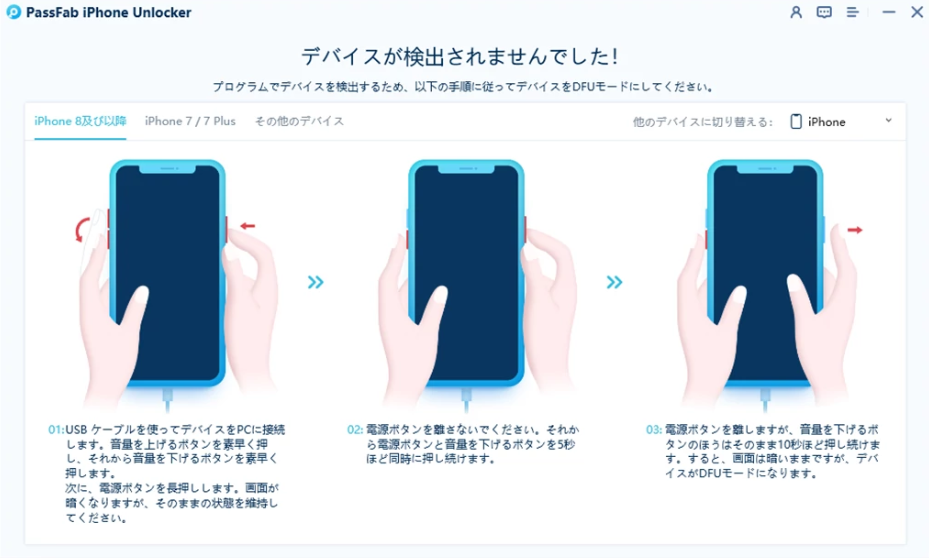 PassFab iPhone Unlocker
デバイスが検出されませんでした!
プログラムでデバイスを検出するため、以下の手順に従ってデバイスをDFUモードにしてください。
iPhone 8及び以降
iPhone 7 / 7 Plus
その他のデバイス
他のデバイスに切り替える:
iPhone
01:USB ケーブルを使ってデバイスをPCに接続
します。音量を上げるボタンを素早く押
し、それから音量を下げるボタンを素早く
押します。
次に、電源ボタンを長押しします。画面が
暗くなりますが、そのままの状態を維持し
てください。
02:電源ボタンを離さないでください。それか
ら電源ボタンと音量を下げるボタンを5秒
ほど同時に押し続けます。
03:電源ボタンを離しますが、音量を下げるボ
タンのほうはそのまま10秒ほど押し続けま
す。すると、画面は暗いままですが、デバ
イスがDFUモードになります。